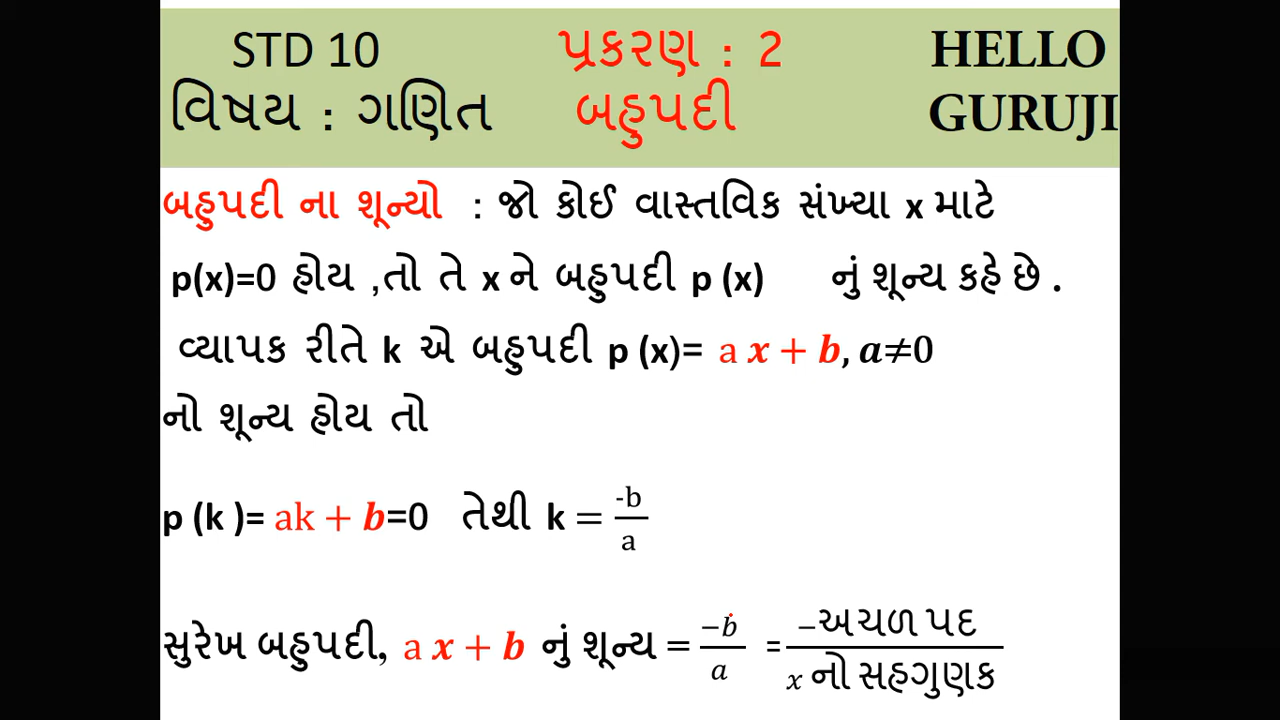 STD 10 પ્રકરણ : 2 HELLO
વિષય : ગણિત બહુપદી GURUJI
બહુપદી ના શૂન્યો : જો કોઈ વાસ્તવિક સંખ્યા x માટે
p(x)=0 હોય ,તો તે x ને બહુપદી p (x) નું શૂન્ય કહે છે .
વ્યાપક રીતે k એ બહુપદી p (x)= a x + b, a≠0
નો શૂન્ય હોય તો
p (k )= ak + b=0 તેથી k = -b/a
સુરેખ બહુપદી, a x + b નું શૂન્ય = −b/a = −અચળ પદ/x નો સહગુણક